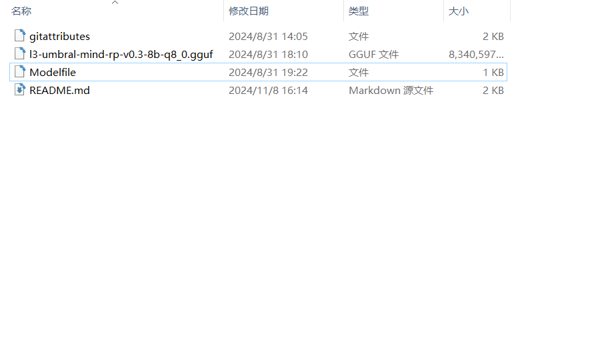 名称 修改日期 类型 大小
gitattributes 2024/8/31 14:05 文件 2 KB
l3-umbral-mind-rp-v0.3-8b-q8_0.gguf 2024/8/31 18:10 GGUF 文件 8,340,597...
Modelfile 2024/8/31 19:22 文件 1 KB
README.md 2024/11/8 16:14 Markdown 源文件 2 KB